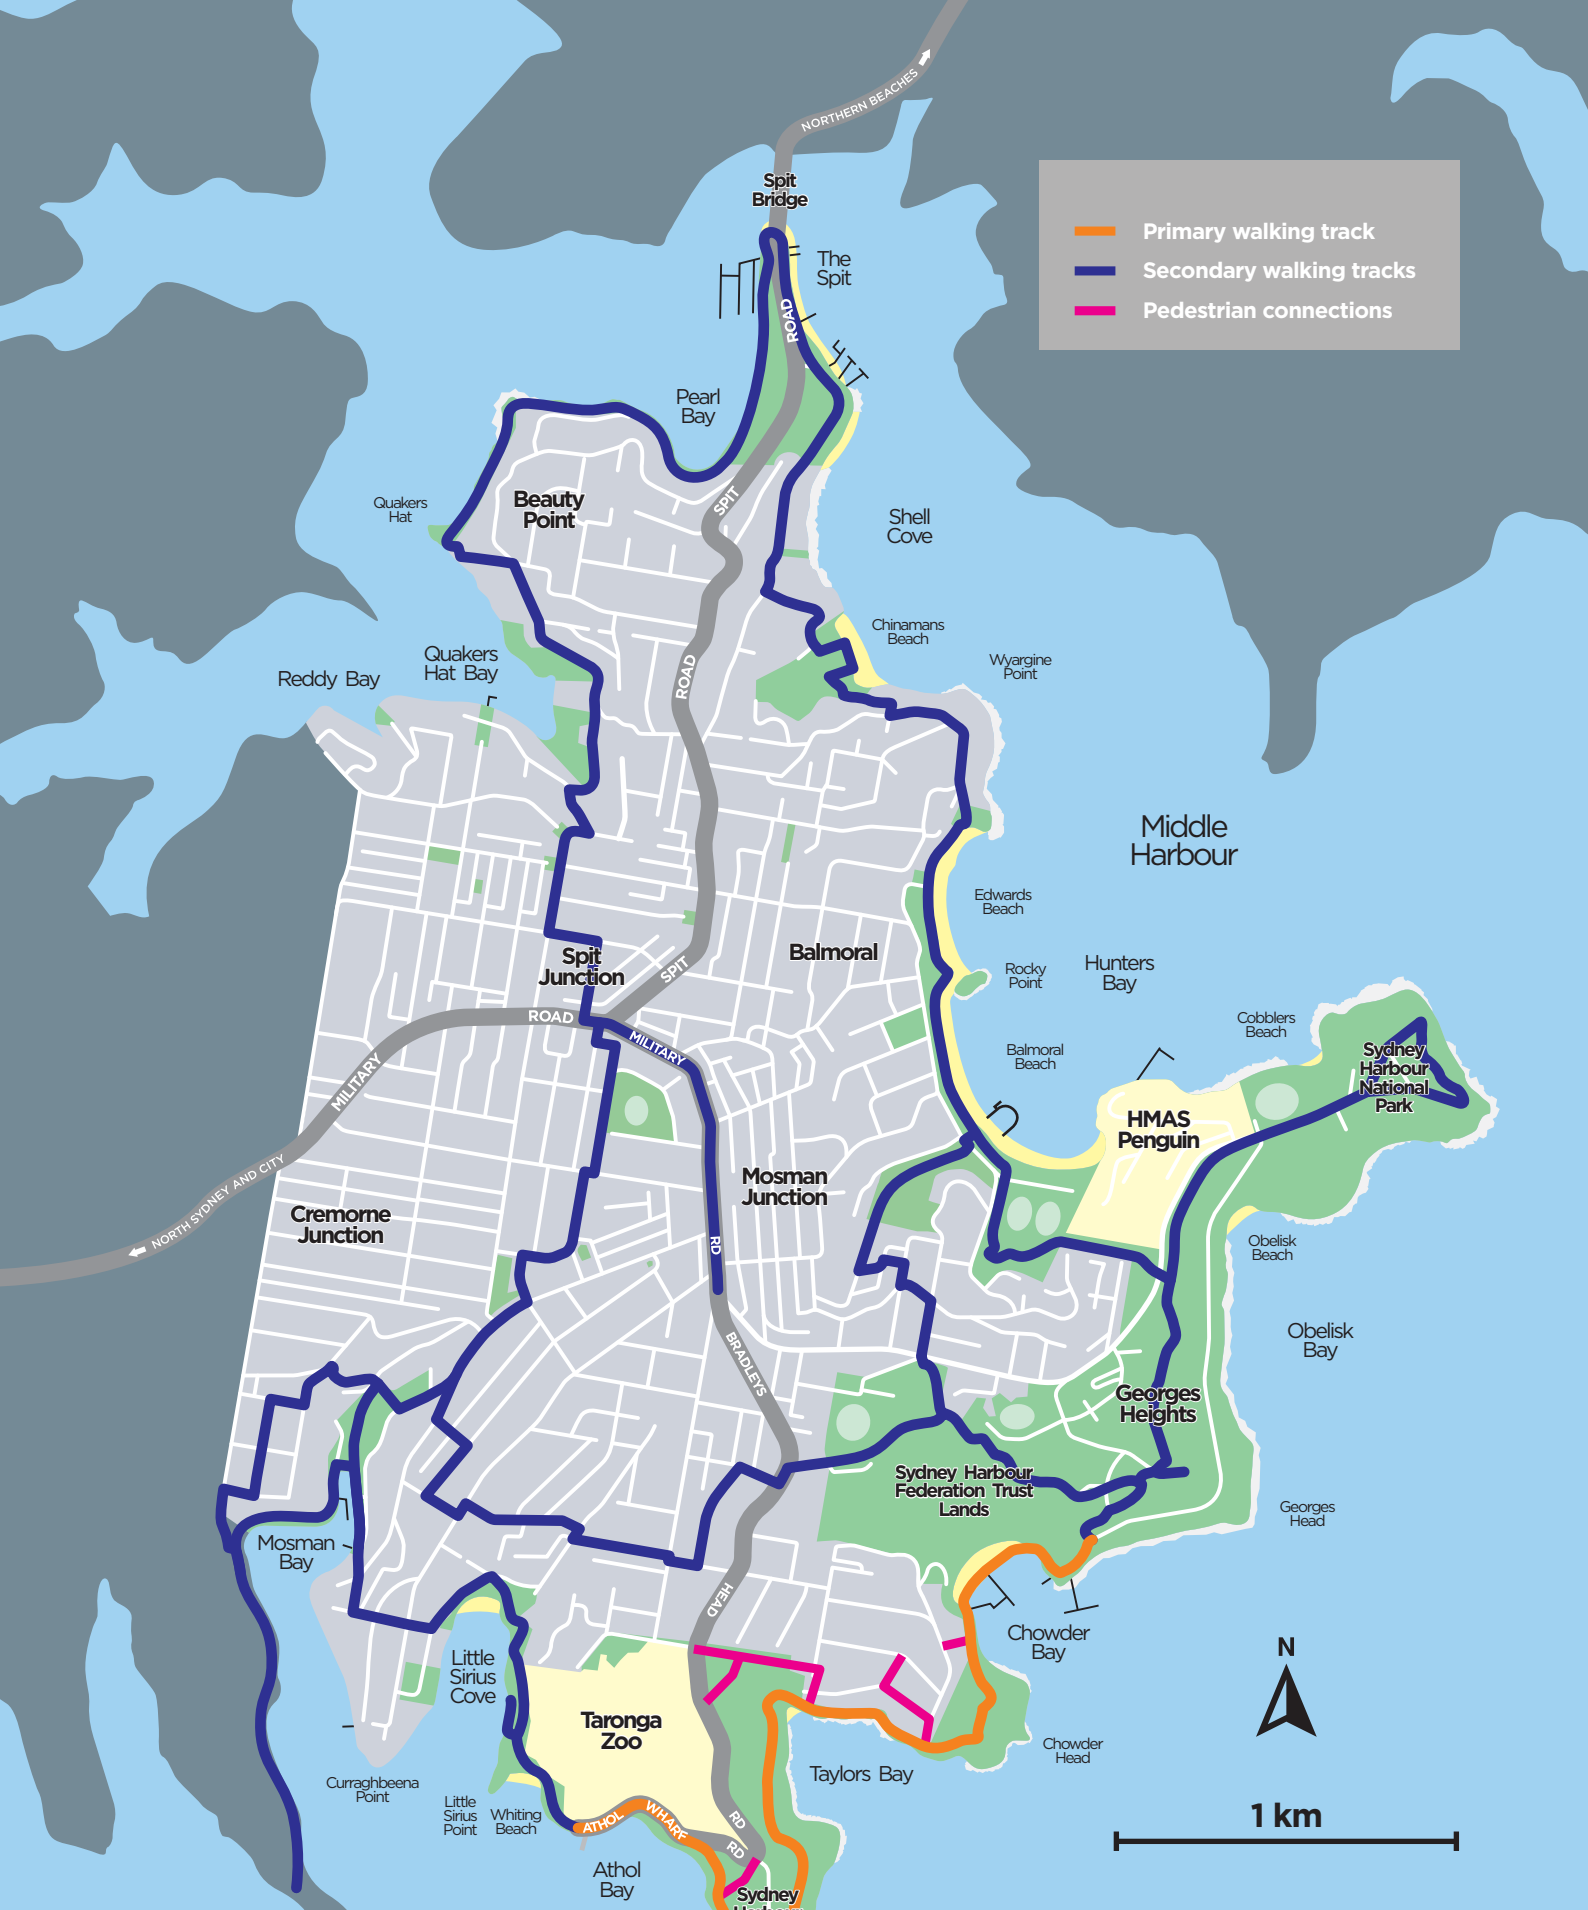 NORTHERN BEACHES
Spit
Bridge
Primary walking track
Secondary walking tracks
Pedestrian connections
The
Spit
ROAD
Pearl
Bay
Quakers
Hat
Beauty
Point
SPIT
Shell
Cove
Chinamans
Beach
Wyargine
Point
Quakers
Hat Bay
Reddy Bay
ROAD
Middle
Harbour
Edwards
Beach
Balmoral
Spit
Junction
SPIT
Rocky
Point
Hunters
Bay
ROAD
MILITARY
MILITARY
Cobblers
Beach
Balmoral
Beach
Sydney
Harbour
National
Park
HMAS
Penguin
Mosman
Junction
NORTH SYDNEY AND CITY
Cremorne
Junction
RD
Obelisk
Beach
Obelisk
Bay
BRADLEYS
Georges
Heights
Sydney Harbour
Federation Trust
Lands
Georges
Head
Mosman
Bay
HEAD
Chowder
Bay
Little
Sirius
Cove
Taronga
Zoo
N
Chowder
Head
Taylors Bay
Curraghbeena
Point
Little
Sirius
Point
Whiting
Beach
ATHOL
WHARF
RD
RD
1 km
Athol
Bay
Sydney